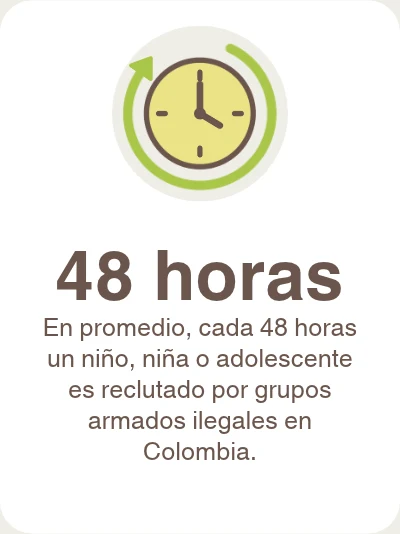 48 horas
En promedio, cada 48 horas
un niño, niña o adolescente
es reclutado por grupos
armados ilegales en
Colombia.